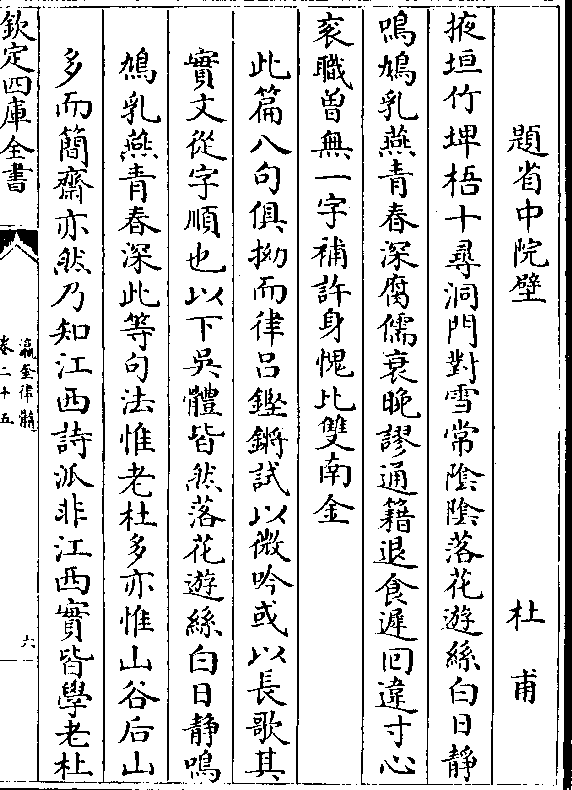 題省中院壁　　　杜甫
掖垣竹埤梧十尋洞門對雪常陰陰落花遊絲白日静
鳴鳩乳燕青春深腐儒衰晚謬通籍退食遲回違寸心
衮職曽無一字補許身愧比雙南金
此篇八句俱拗而律吕鏗鏘試以微吟或以長歌其
實文從字順也以下吳體皆然落花遊絲白日静鳴
鳩乳燕青春深此等句法惟老杜多亦惟山谷后山
多而簡齋亦然乃知江西詩派非江西實皆學老杜
欽定四庫全書
瀛奎律髓
卷二十五
六